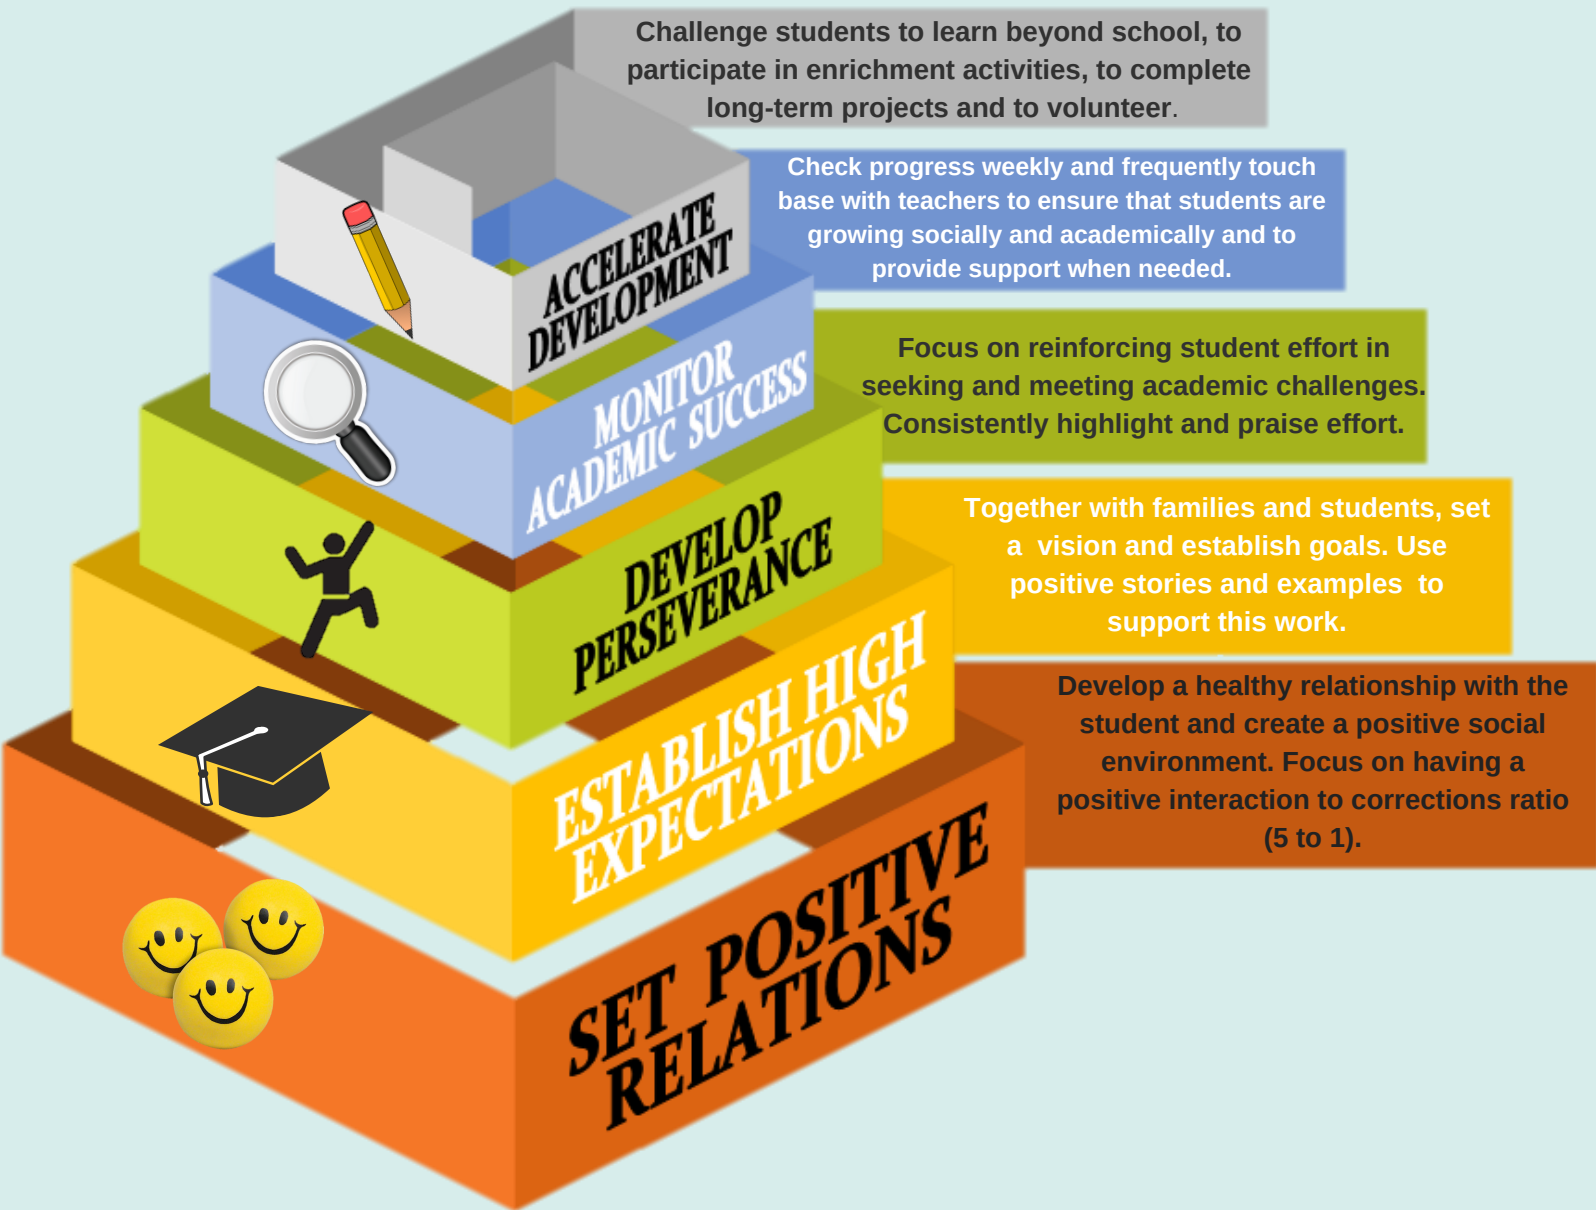 Challenge students to learn beyond school, to
participate in enrichment activities, to complete
long-term projects and to volunteer.
ACCELERATE
DEVELOPMENT
Check progress weekly and frequently touch
base with teachers to ensure that students are
growing socially and academically and to
provide support when needed.
MONITOR
ACADEMIC SUCCESS
Focus on reinforcing student effort in
seeking and meeting academic challenges.
Consistently highlight and praise effort.
DEVELOP
PERSEVERANCE
Together with families and students, set
a vision and establish goals. Use
positive stories and examples to
support this work.
ESTABLISH HIGH
EXPECTATIONS
Develop a healthy relationship with the
student and create a positive social
environment. Focus on having a
positive interaction to corrections ratio
(5 to 1).
SET POSITIVE
RELATIONS